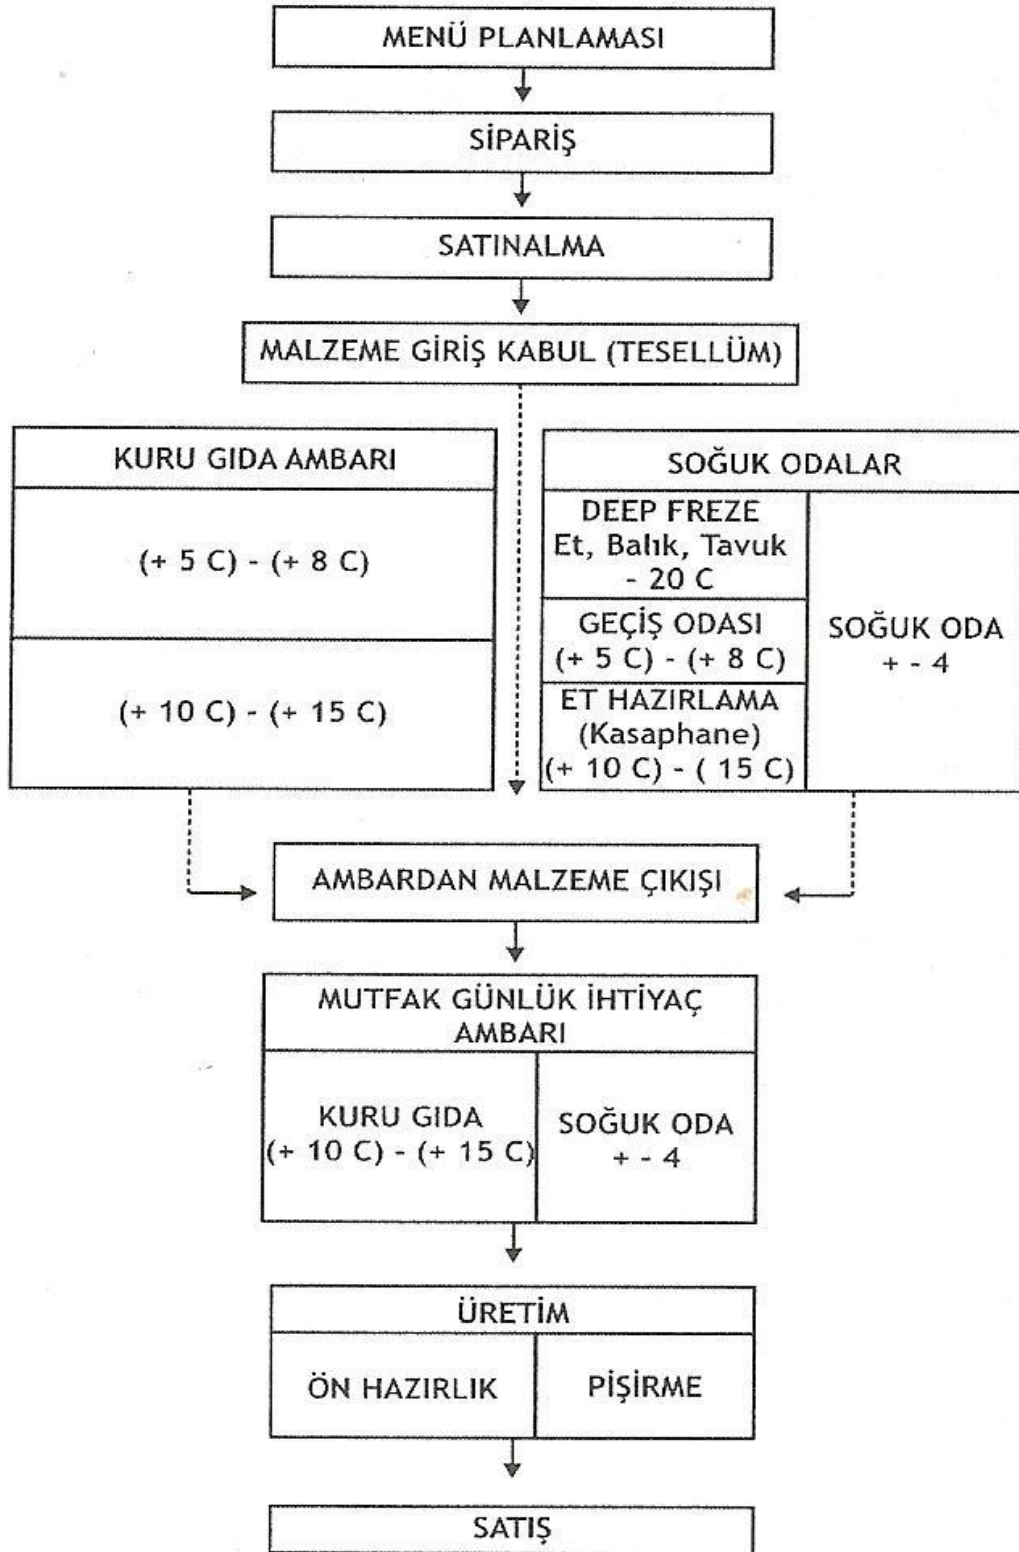 MENÜ PLANLAMASI
SİPARİŞ
SATINALMA
MALZEME GİRİŞ KABUL (TESELLÜM)
KURU GIDA AMBARI
(+ 5 C) - (+ 8 C)
(+ 10 C) - (+ 15 C)
SOĞUK ODALAR
DEEP FREZE
Et, Balık, Tavuk
- 20 C
GEÇİŞ ODASI
(+ 5 C) - (+ 8 C)
ET HAZIRLAMA
(Kasaphane)
(+ 10 C) - ( 15 C)
SOĞUK ODA
+ - 4
AMBARDAN MALZEME ÇIKIŞI
MUTFAK GÜNLÜK İHTİYAÇ
AMBARI
KURU GIDA
(+ 10 C) - (+ 15 C)
SOĞUK ODA
+ - 4
ÜRETİM
ÖN HAZIRLIK
PİŞİRME
SATIŞ